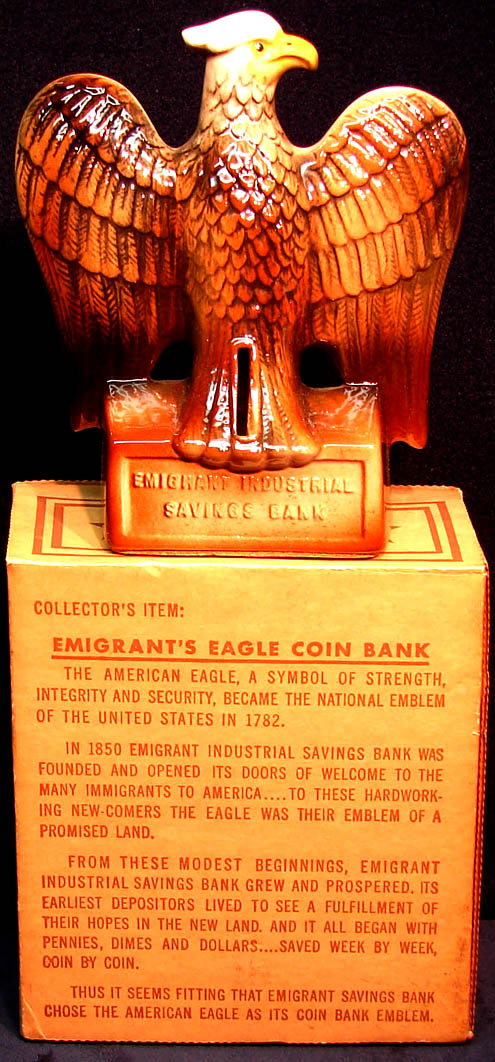 EMIGRANT INDUSTRIAL
SAVINGS BANK
COLLECTOR'S ITEM:
EMIGRANT'S EAGLE COIN BANK
THE AMERICAN EAGLE, A SYMBOL OF STRENGTH,
INTEGRITY AND SECURITY, BECAME THE NATIONAL EMBLEM
OF THE UNITED STATES IN 1782.
IN 1850 EMIGRANT INDUSTRIAL SAVINGS BANK WAS
FOUNDED AND OPENED ITS DOORS OF WELCOME TO THE
MANY IMMIGRANTS TO AMERICA....TO THESE HARDWORK-
ING NEW-COMERS THE EAGLE WAS THEIR EMBLEM OF A
PROMISED LAND.
FROM THESE MODEST BEGINNINGS, EMIGRANT
INDUSTRIAL SAVINGS BANK GREW AND PROSPERED. ITS
EARLIEST DEPOSITORS LIVED TO SEE A FULFILLMENT OF
THEIR HOPES IN THE NEW LAND. AND IT ALL BEGAN WITH
PENNIES, DIMES AND DOLLARS....SAVED WEEK BY WEEK,
COIN BY COIN.
THUS IT SEEMS FITTING THAT EMIGRANT SAVINGS BANK
CHOSE THE AMERICAN EAGLE AS ITS COIN BANK EMBLEM.